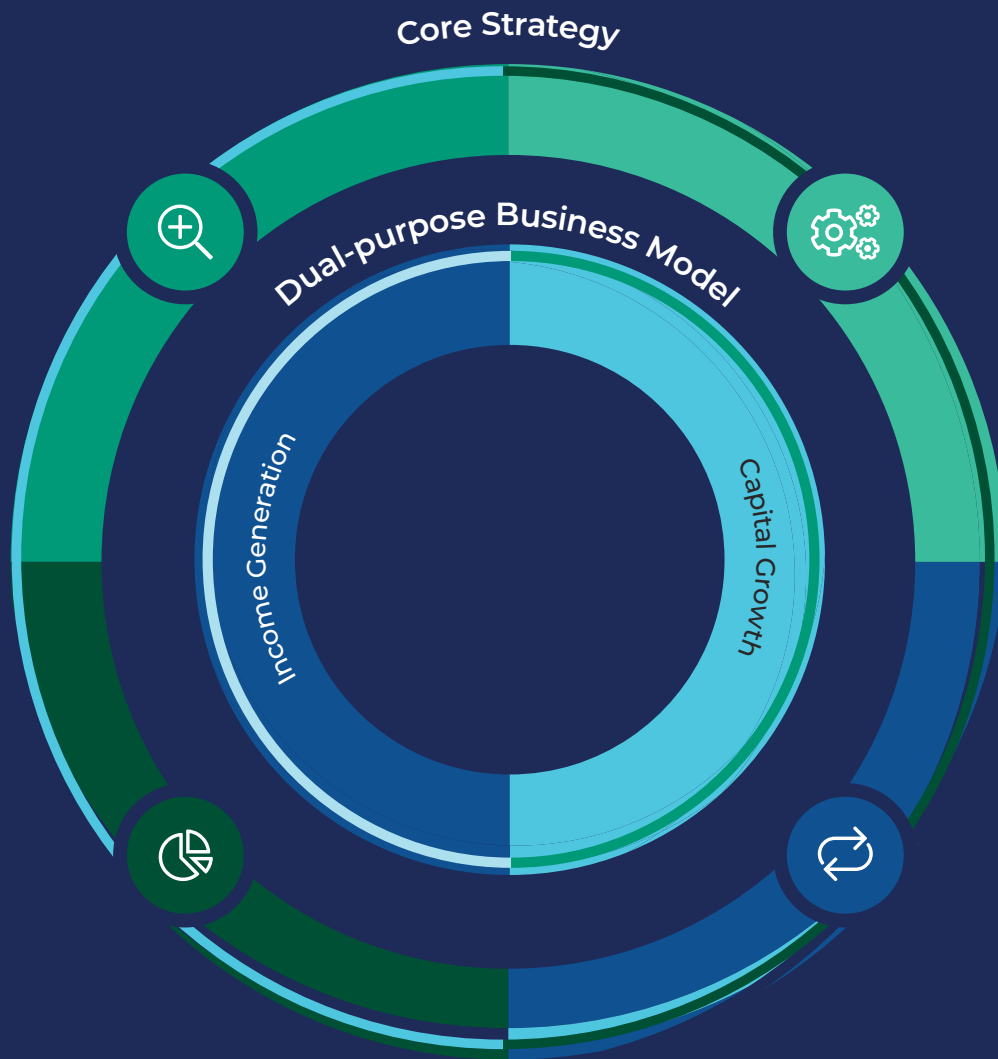 Core Strategy
Dual-purpose Business Model
Income Generation
Capital Growth